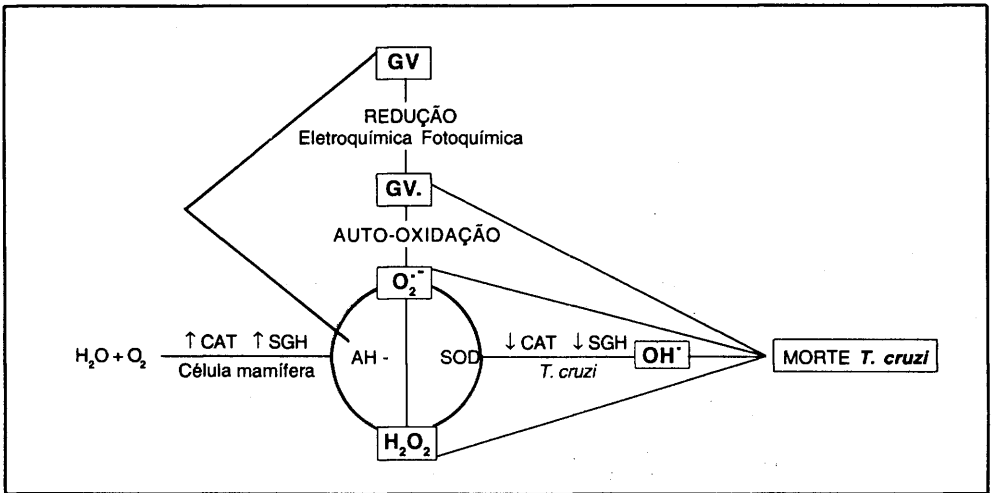 GV
REDUÇÃO
Eletroquímica Fotoquímica
GV.
AUTO-OXIDAÇÃO
O₂·⁻
H₂O + O₂
↑ CAT ↑ SGH
Célula mamífera
AH -
SOD
↓ CAT ↓ SGH
T. cruzi
OH·
MORTE T. cruzi
H₂O₂